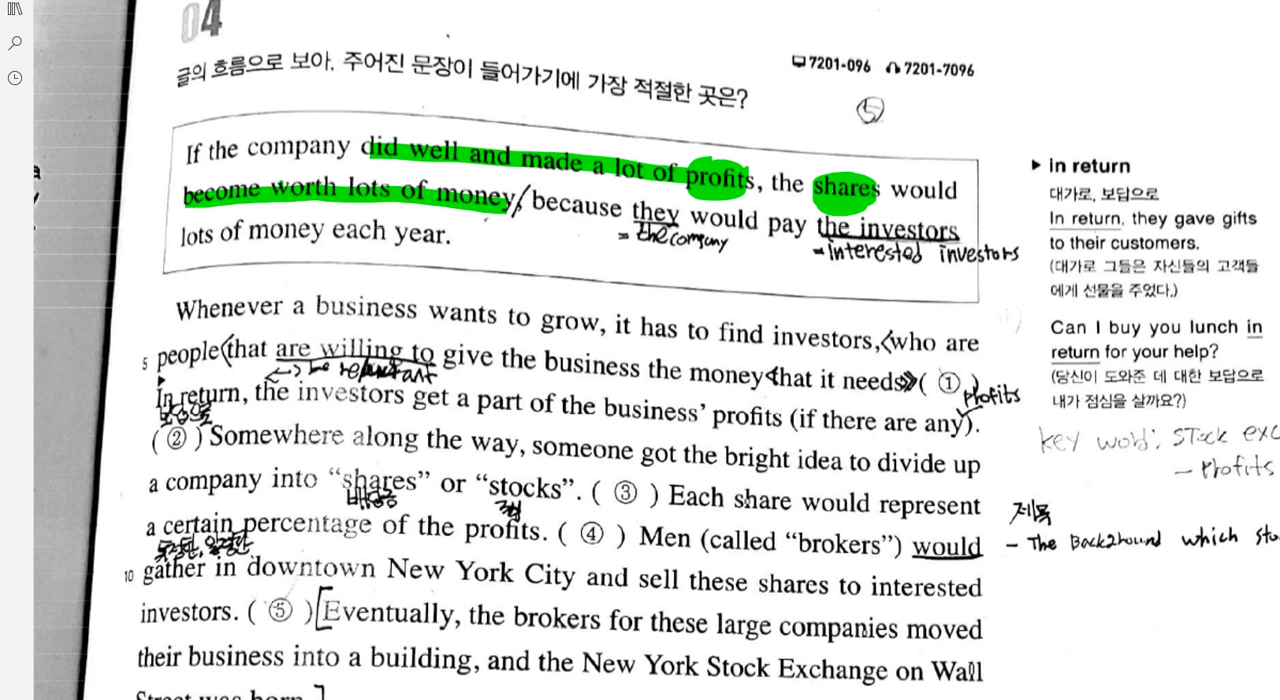 04
글의 흐름으로 보아, 주어진 문장이 들어가기에 가장 적절한 곳은?
7201-096 7201-7096
⑤
If the company did well and made a lot of profits, the shares would
become worth lots of money, because they would pay the investors
lots of money each year.
= the company
= interested investors
Whenever a business wants to grow, it has to find investors, who are
5 people that are willing to give the business the money that it needs. ( ① )
profits
In return, the investors get a part of the business' profits (if there are any).
보답으로
( ② ) Somewhere along the way, someone got the bright idea to divide up
a company into “shares” or “stocks”. ( ③ ) Each share would represent
a certain percentage of the profits. ( ④ ) Men (called “brokers”) would
10 gather in downtown New York City and sell these shares to interested
investors. ( ⑤ ) [Eventually, the brokers for these large companies moved
their business into a building, and the New York Stock Exchange on Wall
Street was born.]
▶ in return
대가로, 보답으로
In return, they gave gifts
to their customers.
(대가로 그들은 자신들의 고객들
에게 선물을 주었다.)
Can I buy you lunch in
return for your help?
(당신이 도와준 데 대한 보답으로
내가 점심을 살까요?)
key word: stock exc
- profits
제목
- The Background which sto